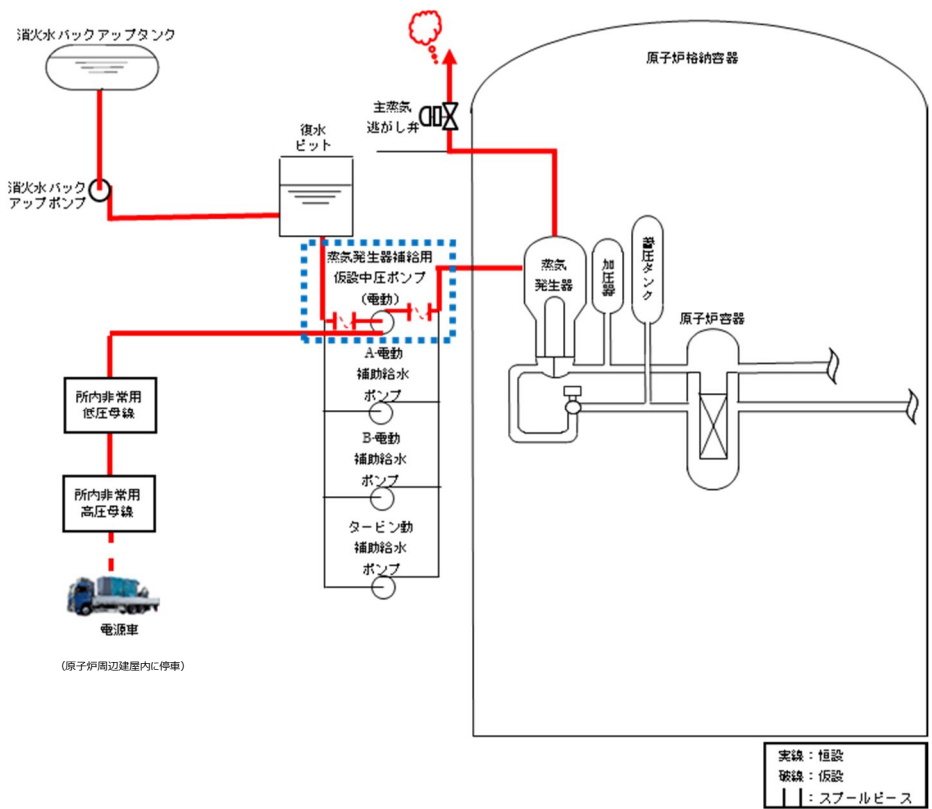 消火水バックアップタンク
消火水バック
アップポンプ
復水
ピット
主蒸気
逃がし弁
原子炉格納容器
蒸気発生器補給用
仮設中圧ポンプ
（電動）
蒸気
発生器
加圧器
蓄圧タンク
原子炉容器
A-電動
補助給水
ポンプ
B-電動
補助給水
ポンプ
タービン動
補助給水
ポンプ
所内非常用
低圧母線
所内非常用
高圧母線
電源車
（原子炉周辺建屋内に停車）
実線：恒設
破線：仮設
：スプールピース